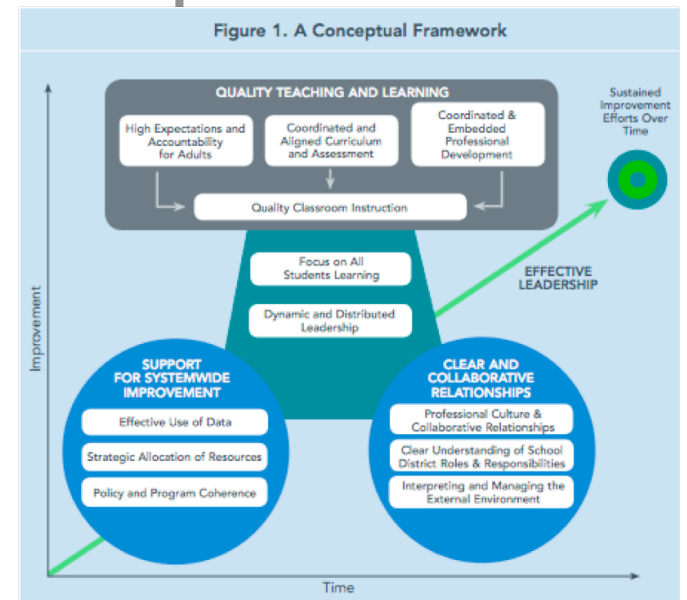 Figure 1. A Conceptual Framework
QUALITY TEACHING AND LEARNING
High Expectations and
Accountability
for Adults
Coordinated and
Aligned Curriculum
and Assessment
Coordinated &
Embedded
Professional
Development
Quality Classroom Instruction
Sustained
Improvement
Efforts Over
Time
Focus on All
Students Learning
Dynamic and Distributed
Leadership
EFFECTIVE
LEADERSHIP
Improvement
SUPPORT
FOR SYSTEMWIDE
IMPROVEMENT
Effective Use of Data
Strategic Allocation of Resources
Policy and Program Coherence
CLEAR AND
COLLABORATIVE
RELATIONSHIPS
Professional Culture &
Collaborative Relationships
Clear Understanding of School
District Roles & Responsibilities
Interpreting and Managing the
External Environment
Time